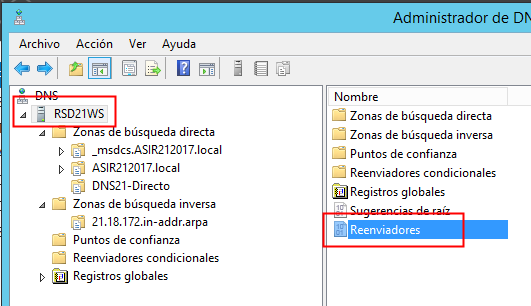 Administrador de DN
Archivo Acción Ver Ayuda
DNS
RSD21WS
Zonas de búsqueda directa
_msdcs.ASIR212017.local
ASIR212017.local
DNS21-Directo
Zonas de búsqueda inversa
21.18.172.in-addr.arpa
Puntos de confianza
Reenviadores condicionales
Registros globales
Nombre
Zonas de búsqueda directa
Zonas de búsqueda inversa
Puntos de confianza
Reenviadores condicionales
Registros globales
Sugerencias de raíz
Reenviadores